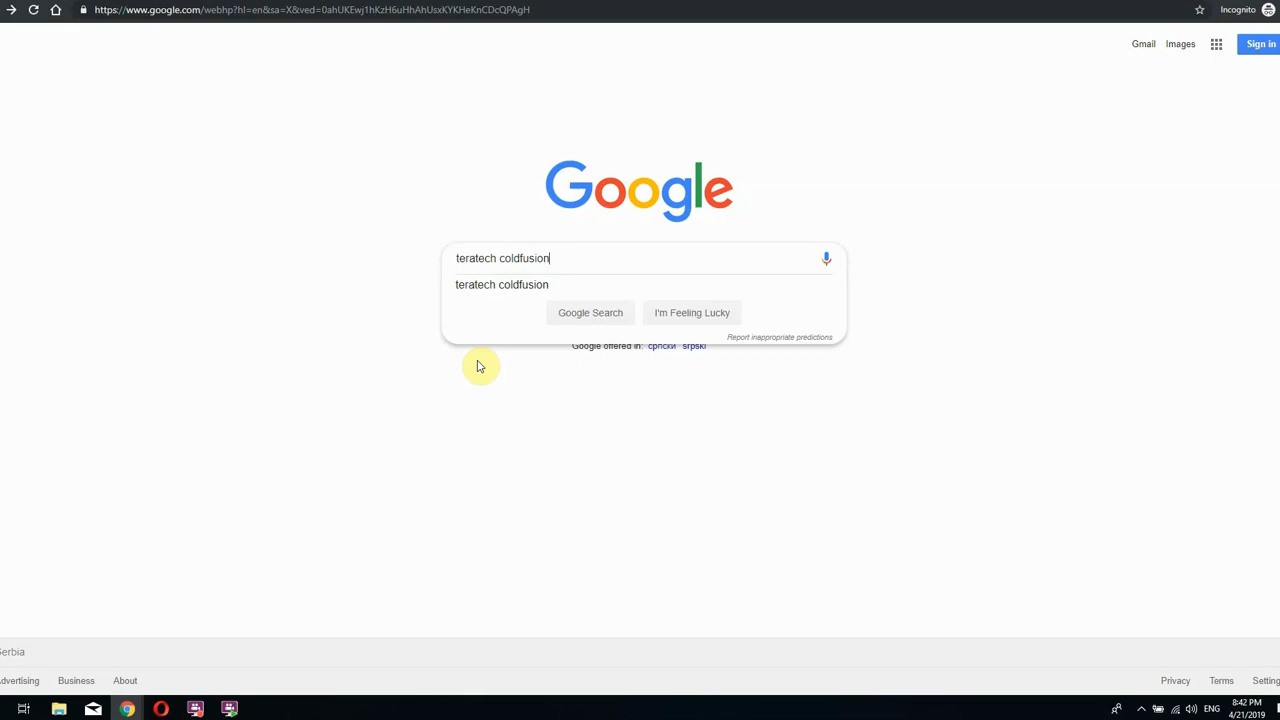 https://www.google.com/webhp?hl=en&sa=X&ved=0ahUKEwj1hKzH6uHhAhUsxKYKHeKnCDcQPAgH
Incognito
Gmail Images Sign in
Google
teratech coldfusion
teratech coldfusion
Google Search I'm Feeling Lucky
Report inappropriate predictions
Google offered in: српски srpski
Serbia
Advertising Business About Privacy Terms Setting
ENG 8:42 PM
4/21/2019